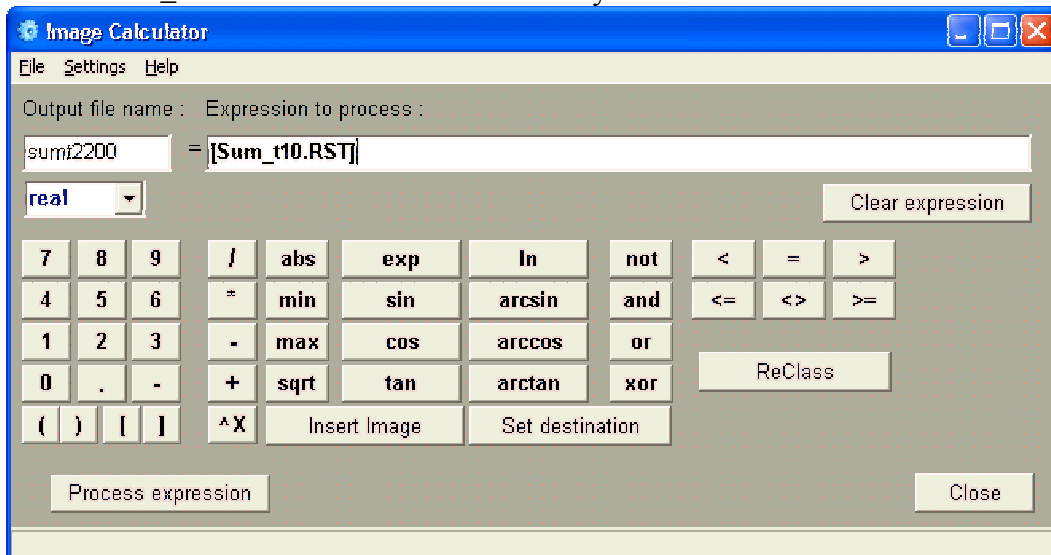 Image Calculator
File Settings Help
Output file name : Expression to process :
sumt2200 = [Sum_t10.RST]
real Clear expression
7 8 9 / abs exp ln not < = >
4 5 6 * min sin arcsin and <= <> >=
1 2 3 - max cos arccos or
ReClass
0 . - + sqrt tan arctan xor
( ) [ ] ^X Insert Image Set destination
Process expression Close